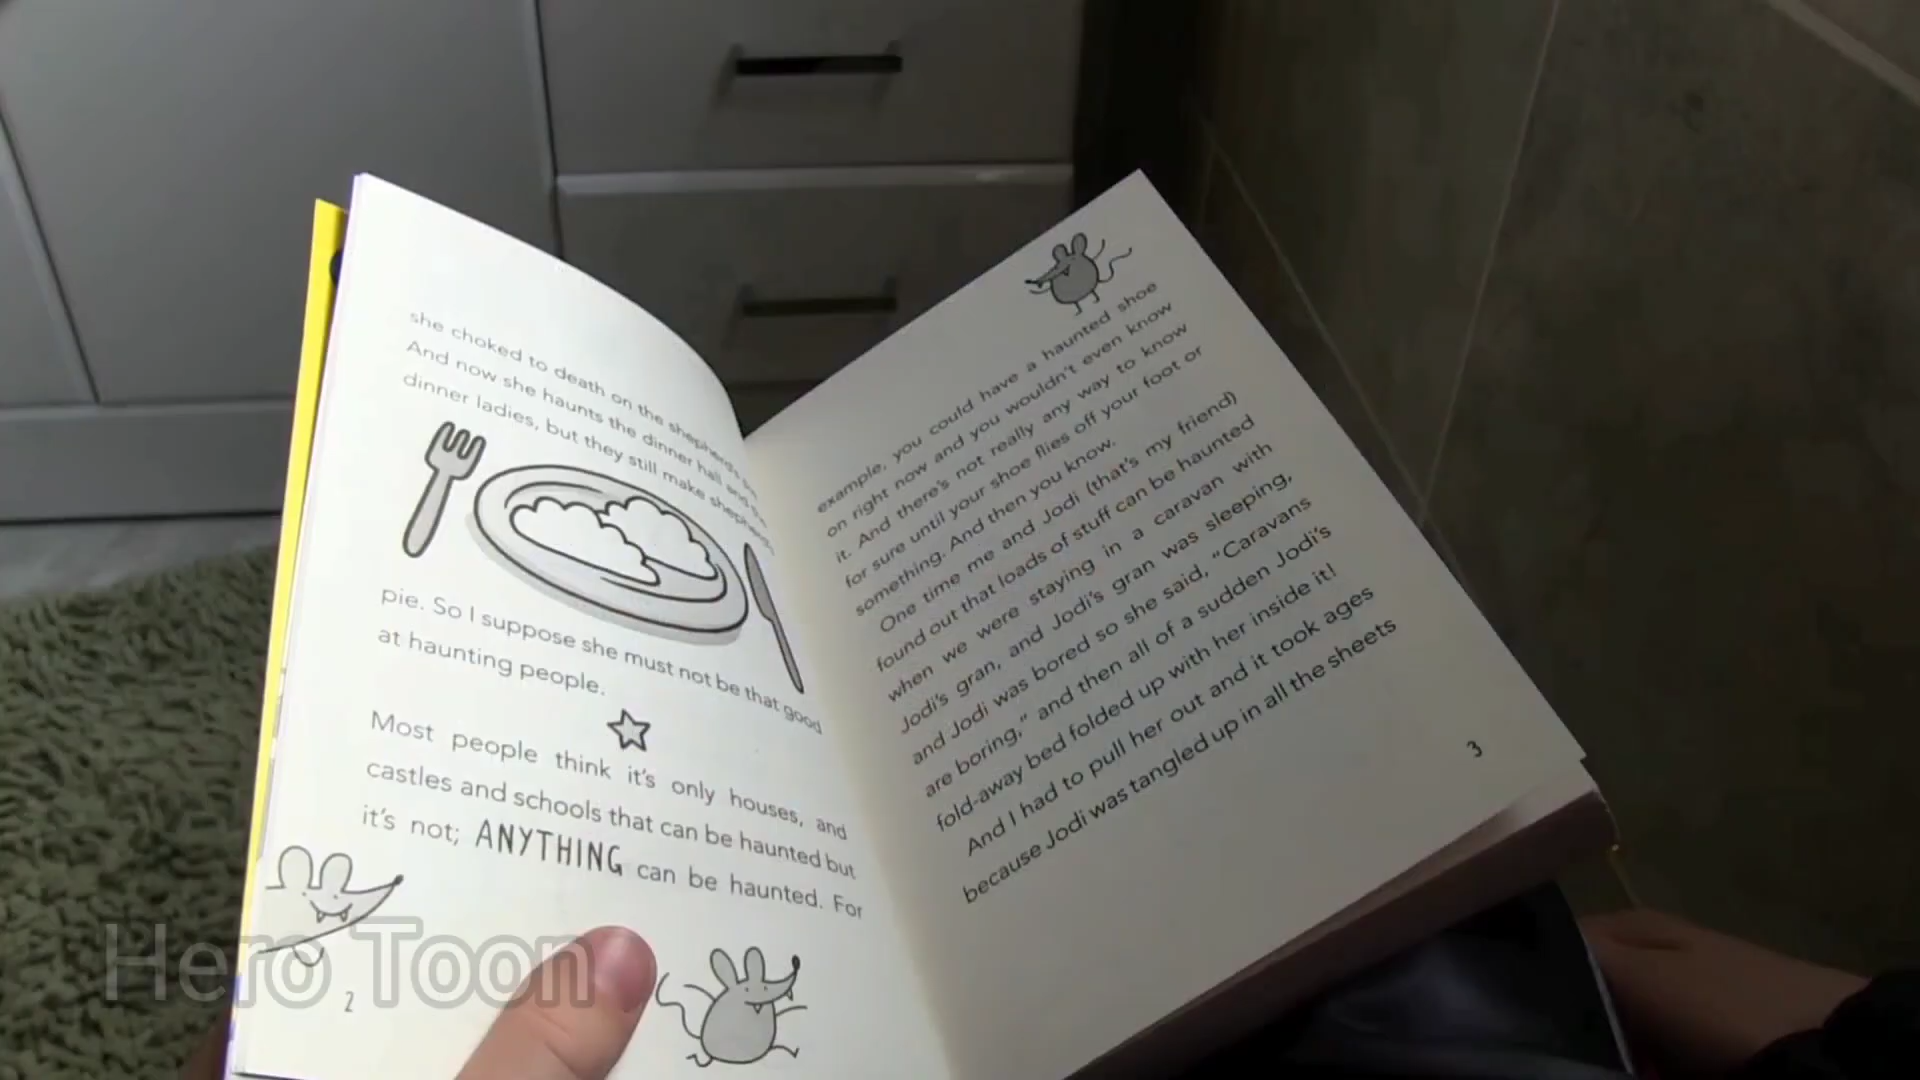 she choked to death on the shepherd's pie.
And now she haunts the dinner hall and the
dinner ladies, but they still make shepherd's
pie. So I suppose she must not be that good
at haunting people.
Most people think it's only houses, and
castles and schools that can be haunted but
it's not; ANYTHING can be haunted. For
2
example, you could have a haunted shoe
on right now and you wouldn't even know
it. And there's not really any way to know
for sure until your shoe flies off your foot or
something. And then you know.
One time me and Jodi (that's my friend)
found out that loads of stuff can be haunted
when we were staying in a caravan with
Jodi's gran, and Jodi's gran was sleeping,
and Jodi was bored so she said, "Caravans
are boring," and then all of a sudden Jodi's
fold-away bed folded up with her inside it!
And I had to pull her out and it took ages
because Jodi was tangled up in all the sheets
3
Hero Toon